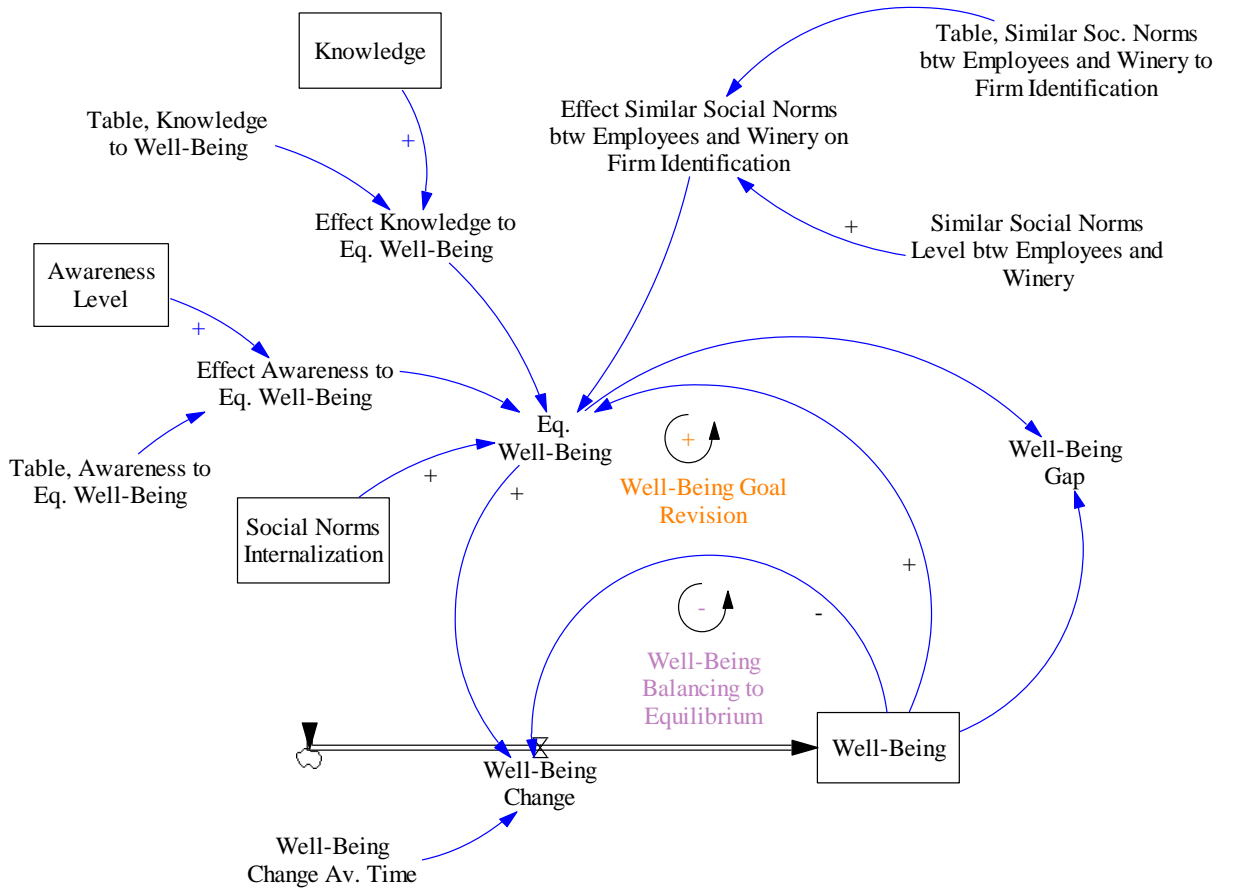 Knowledge
Table, Similar Soc. Norms
btw Employees and Winery to
Firm Identification
Table, Knowledge
to Well-Being
+
Effect Similar Social Norms
btw Employees and Winery on
Firm Identification
Effect Knowledge to
Eq. Well-Being
+
Similar Social Norms
Level btw Employees and
Winery
Awareness
Level
+
Effect Awareness to
Eq. Well-Being
Eq.
Well-Being
+
Well-Being
Gap
Table, Awareness to
Eq. Well-Being
+
+
Well-Being Goal
Revision
Social Norms
Internalization
+
-
-
Well-Being
Balancing to
Equilibrium
Well-Being
Well-Being
Change
Well-Being
Change Av. Time